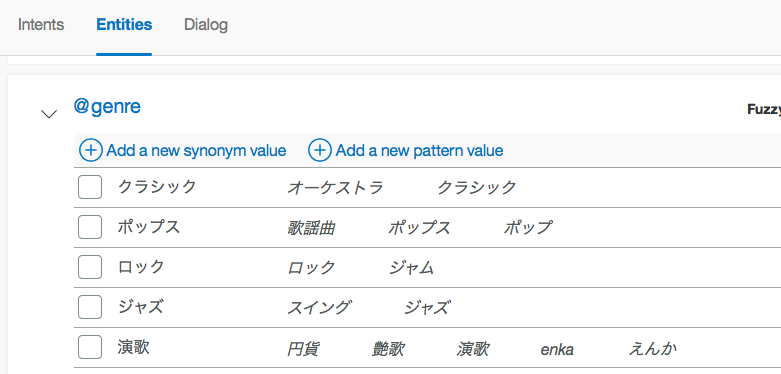 Intents Entities Dialog
@genre
Fuzzy
Add a new synonym value Add a new pattern value
クラシック オーケストラ クラシック
ポップス 歌謡曲 ポップス ポップ
ロック ロック ジャム
ジャズ スイング ジャズ
演歌 円貨 艶歌 演歌 enka えんか